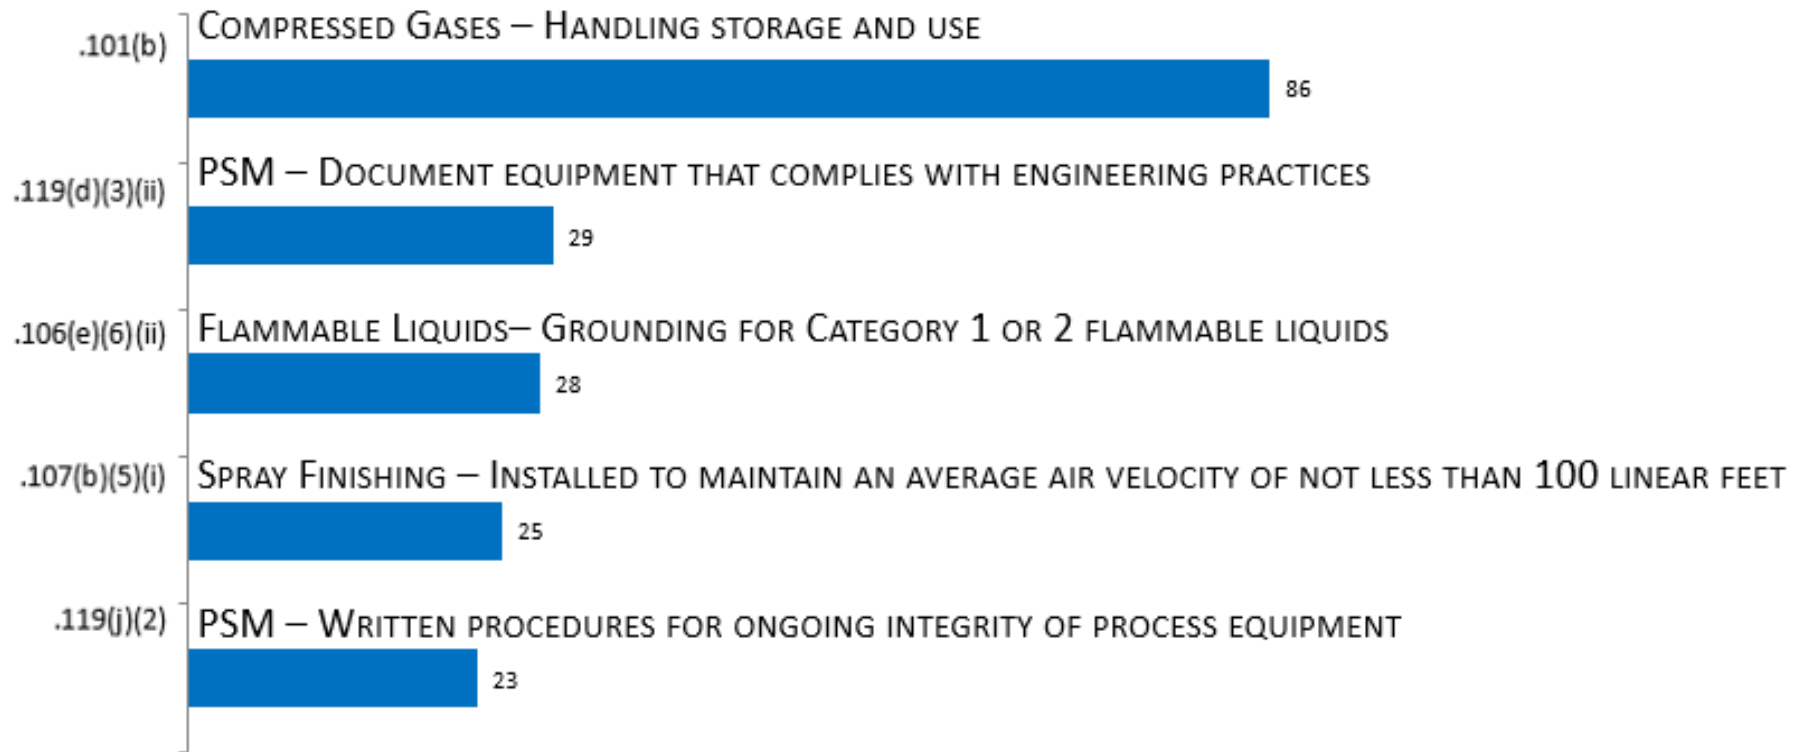 .101(b)
COMPRESSED GASES – HANDLING STORAGE AND USE
86
.119(d)(3)(ii)
PSM – DOCUMENT EQUIPMENT THAT COMPLIES WITH ENGINEERING PRACTICES
29
.106(e)(6)(ii)
FLAMMABLE LIQUIDS– GROUNDING FOR CATEGORY 1 OR 2 FLAMMABLE LIQUIDS
28
.107(b)(5)(i)
SPRAY FINISHING – INSTALLED TO MAINTAIN AN AVERAGE AIR VELOCITY OF NOT LESS THAN 100 LINEAR FEET
25
.119(j)(2)
PSM – WRITTEN PROCEDURES FOR ONGOING INTEGRITY OF PROCESS EQUIPMENT
23